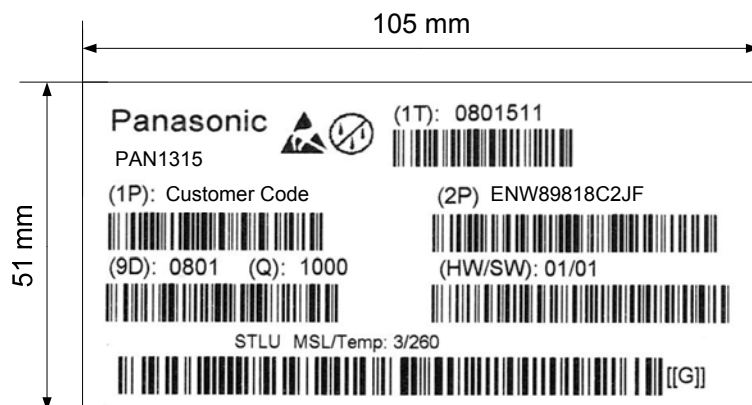 105 mm
51 mm
Panasonic
(1T): 0801511
PAN1315
(1P): Customer Code
(2P) ENW89818C2JF
(9D): 0801 (Q): 1000
(HW/SW): 01/01
STLU MSL/Temp: 3/260
[[G]]